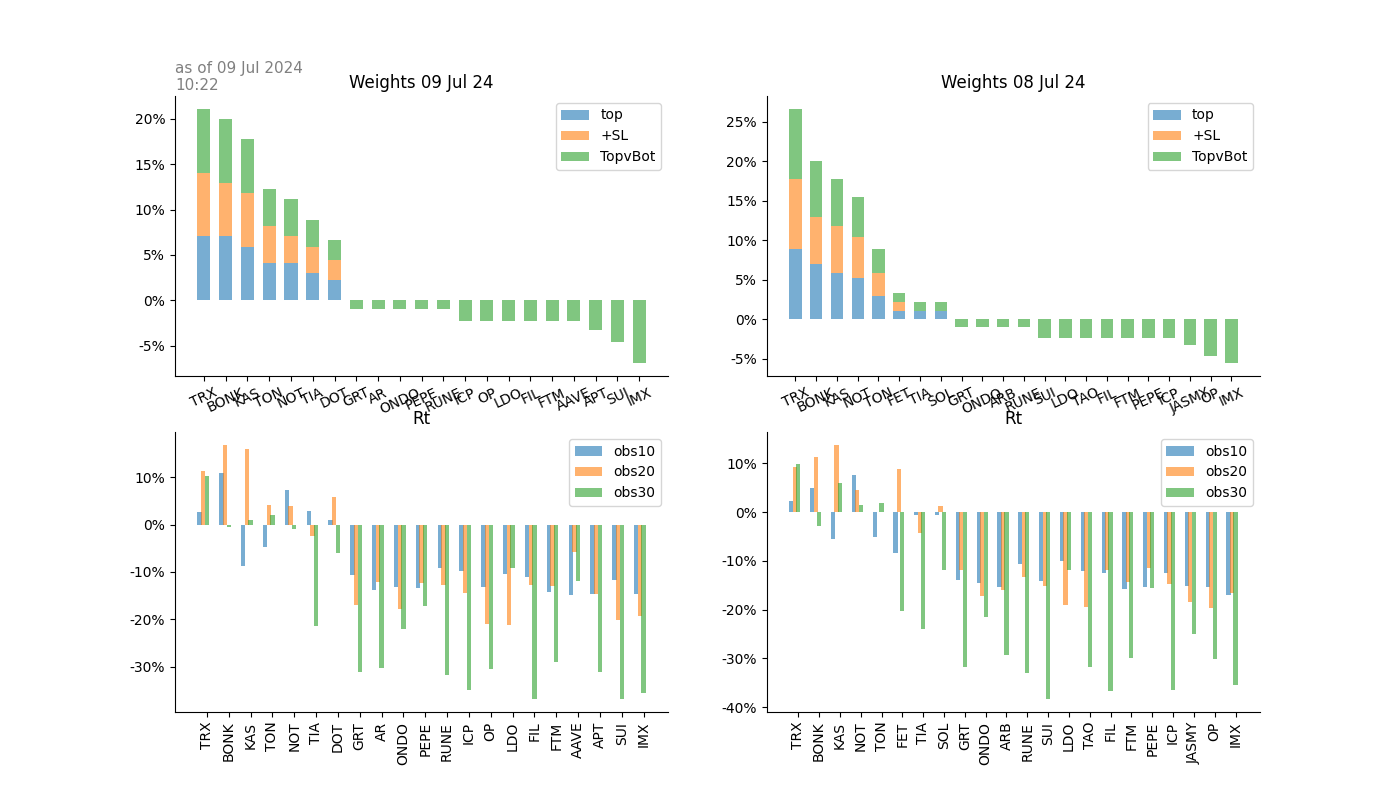 as of 09 Jul 2024
10:22
Weights 09 Jul 24
20%
15%
10%
5%
0%
-5%
top
+SL
TopvBot
TRX BONK KAS TON NOT TIA DOT GRT AR ONDO PEPE RUNE ICP OP LDO FIL FTM AAVE APT SUI IMX
Weights 08 Jul 24
25%
20%
15%
10%
5%
0%
-5%
top
+SL
TopvBot
TRX BONK KAS NOT TON FET TIA SOL GRT ONDO ARB RUNE SUI LDO TAO FIL FTM PEPE ICP JASMY OP IMX
Rt
10%
0%
-10%
-20%
-30%
obs10
obs20
obs30
TRX BONK KAS TON NOT TIA DOT GRT AR ONDO PEPE RUNE ICP OP LDO FIL FTM AAVE APT SUI IMX
Rt
10%
0%
-10%
-20%
-30%
-40%
obs10
obs20
obs30
TRX BONK KAS NOT TON FET TIA SOL GRT ONDO ARB RUNE SUI LDO TAO FIL FTM PEPE ICP JASMY OP IMX